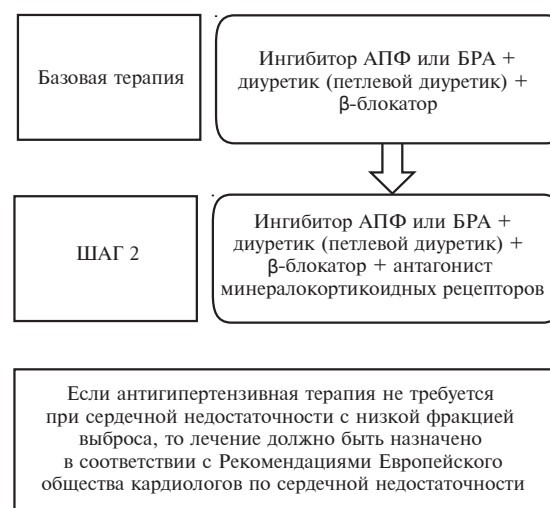 Базовая терапия
Ингибитор АПФ или БРА +
диуретик (петлевой диуретик) +
β-блокатор
ШАГ 2
Ингибитор АПФ или БРА +
диуретик (петлевой диуретик) +
β-блокатор + антагонист
минералокортикоидных рецепторов
Если антигипертензивная терапия не требуется
при сердечной недостаточности с низкой фракцией
выброса, то лечение должно быть назначено
в соответствии с Рекомендациями Европейского
общества кардиологов по сердечной недостаточности